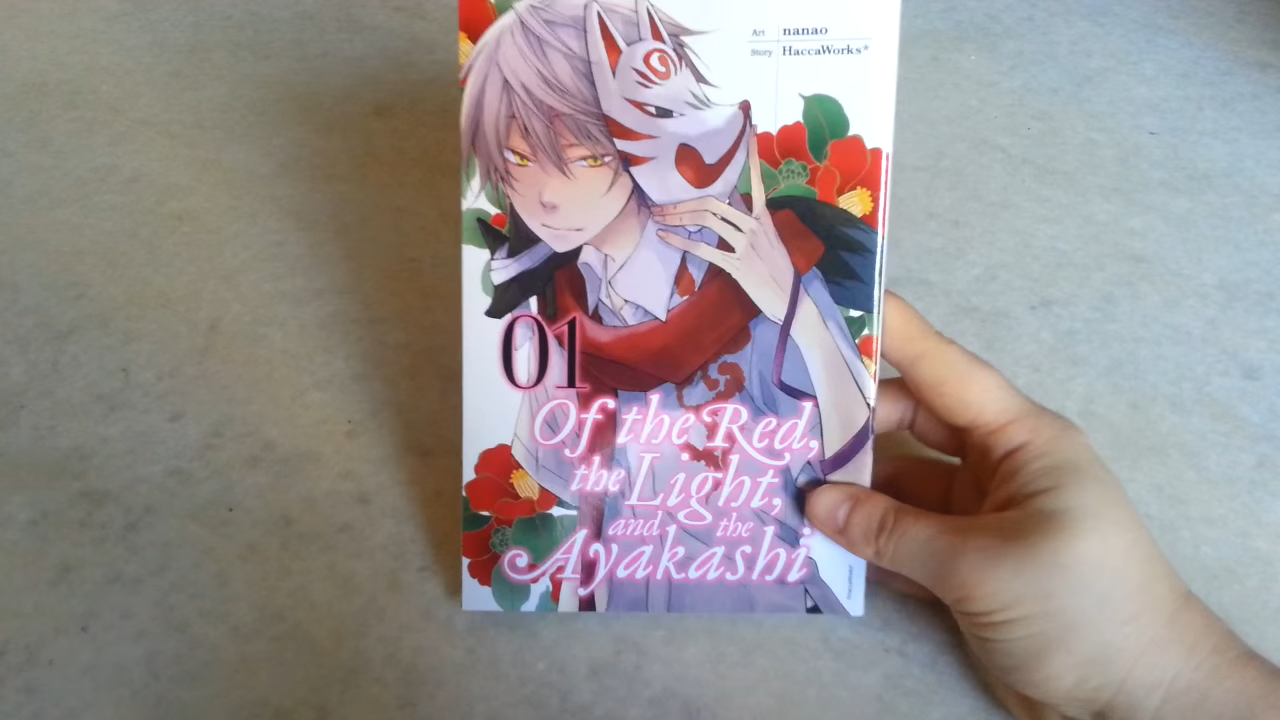 Art nanao
Story HaccaWorks*
01
Of the Red,
the Light,
and the
Ayakashi